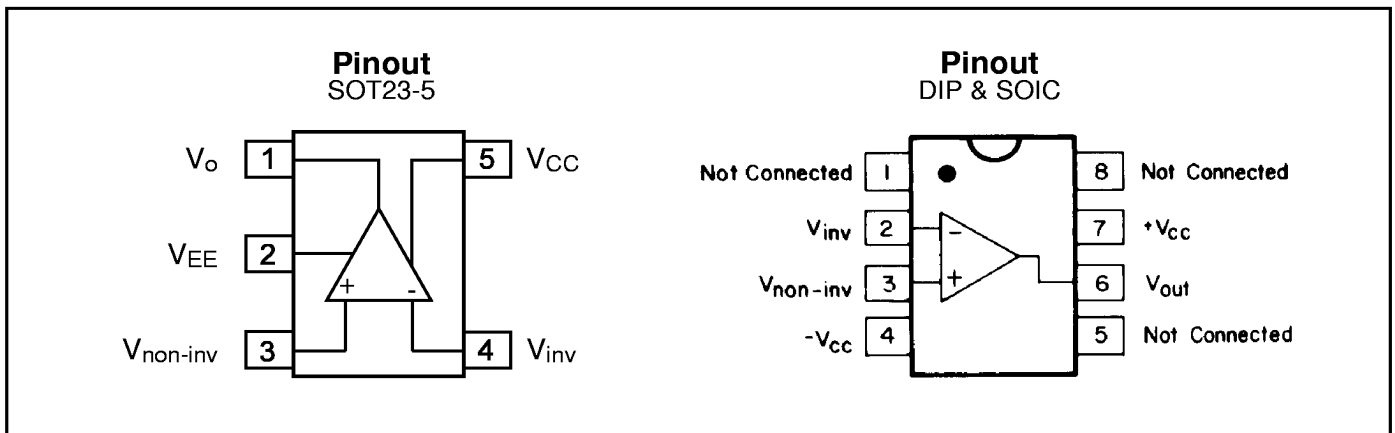 Pinout
SOT23-5
Vo 1
5 VCC
VEE 2
+ -
Vnon-inv 3
4 Vinv
Pinout
DIP & SOIC
Not Connected 1
8 Not Connected
Vinv 2
-
7 +Vcc
Vnon-inv 3
+
6 Vout
-Vcc 4
5 Not Connected